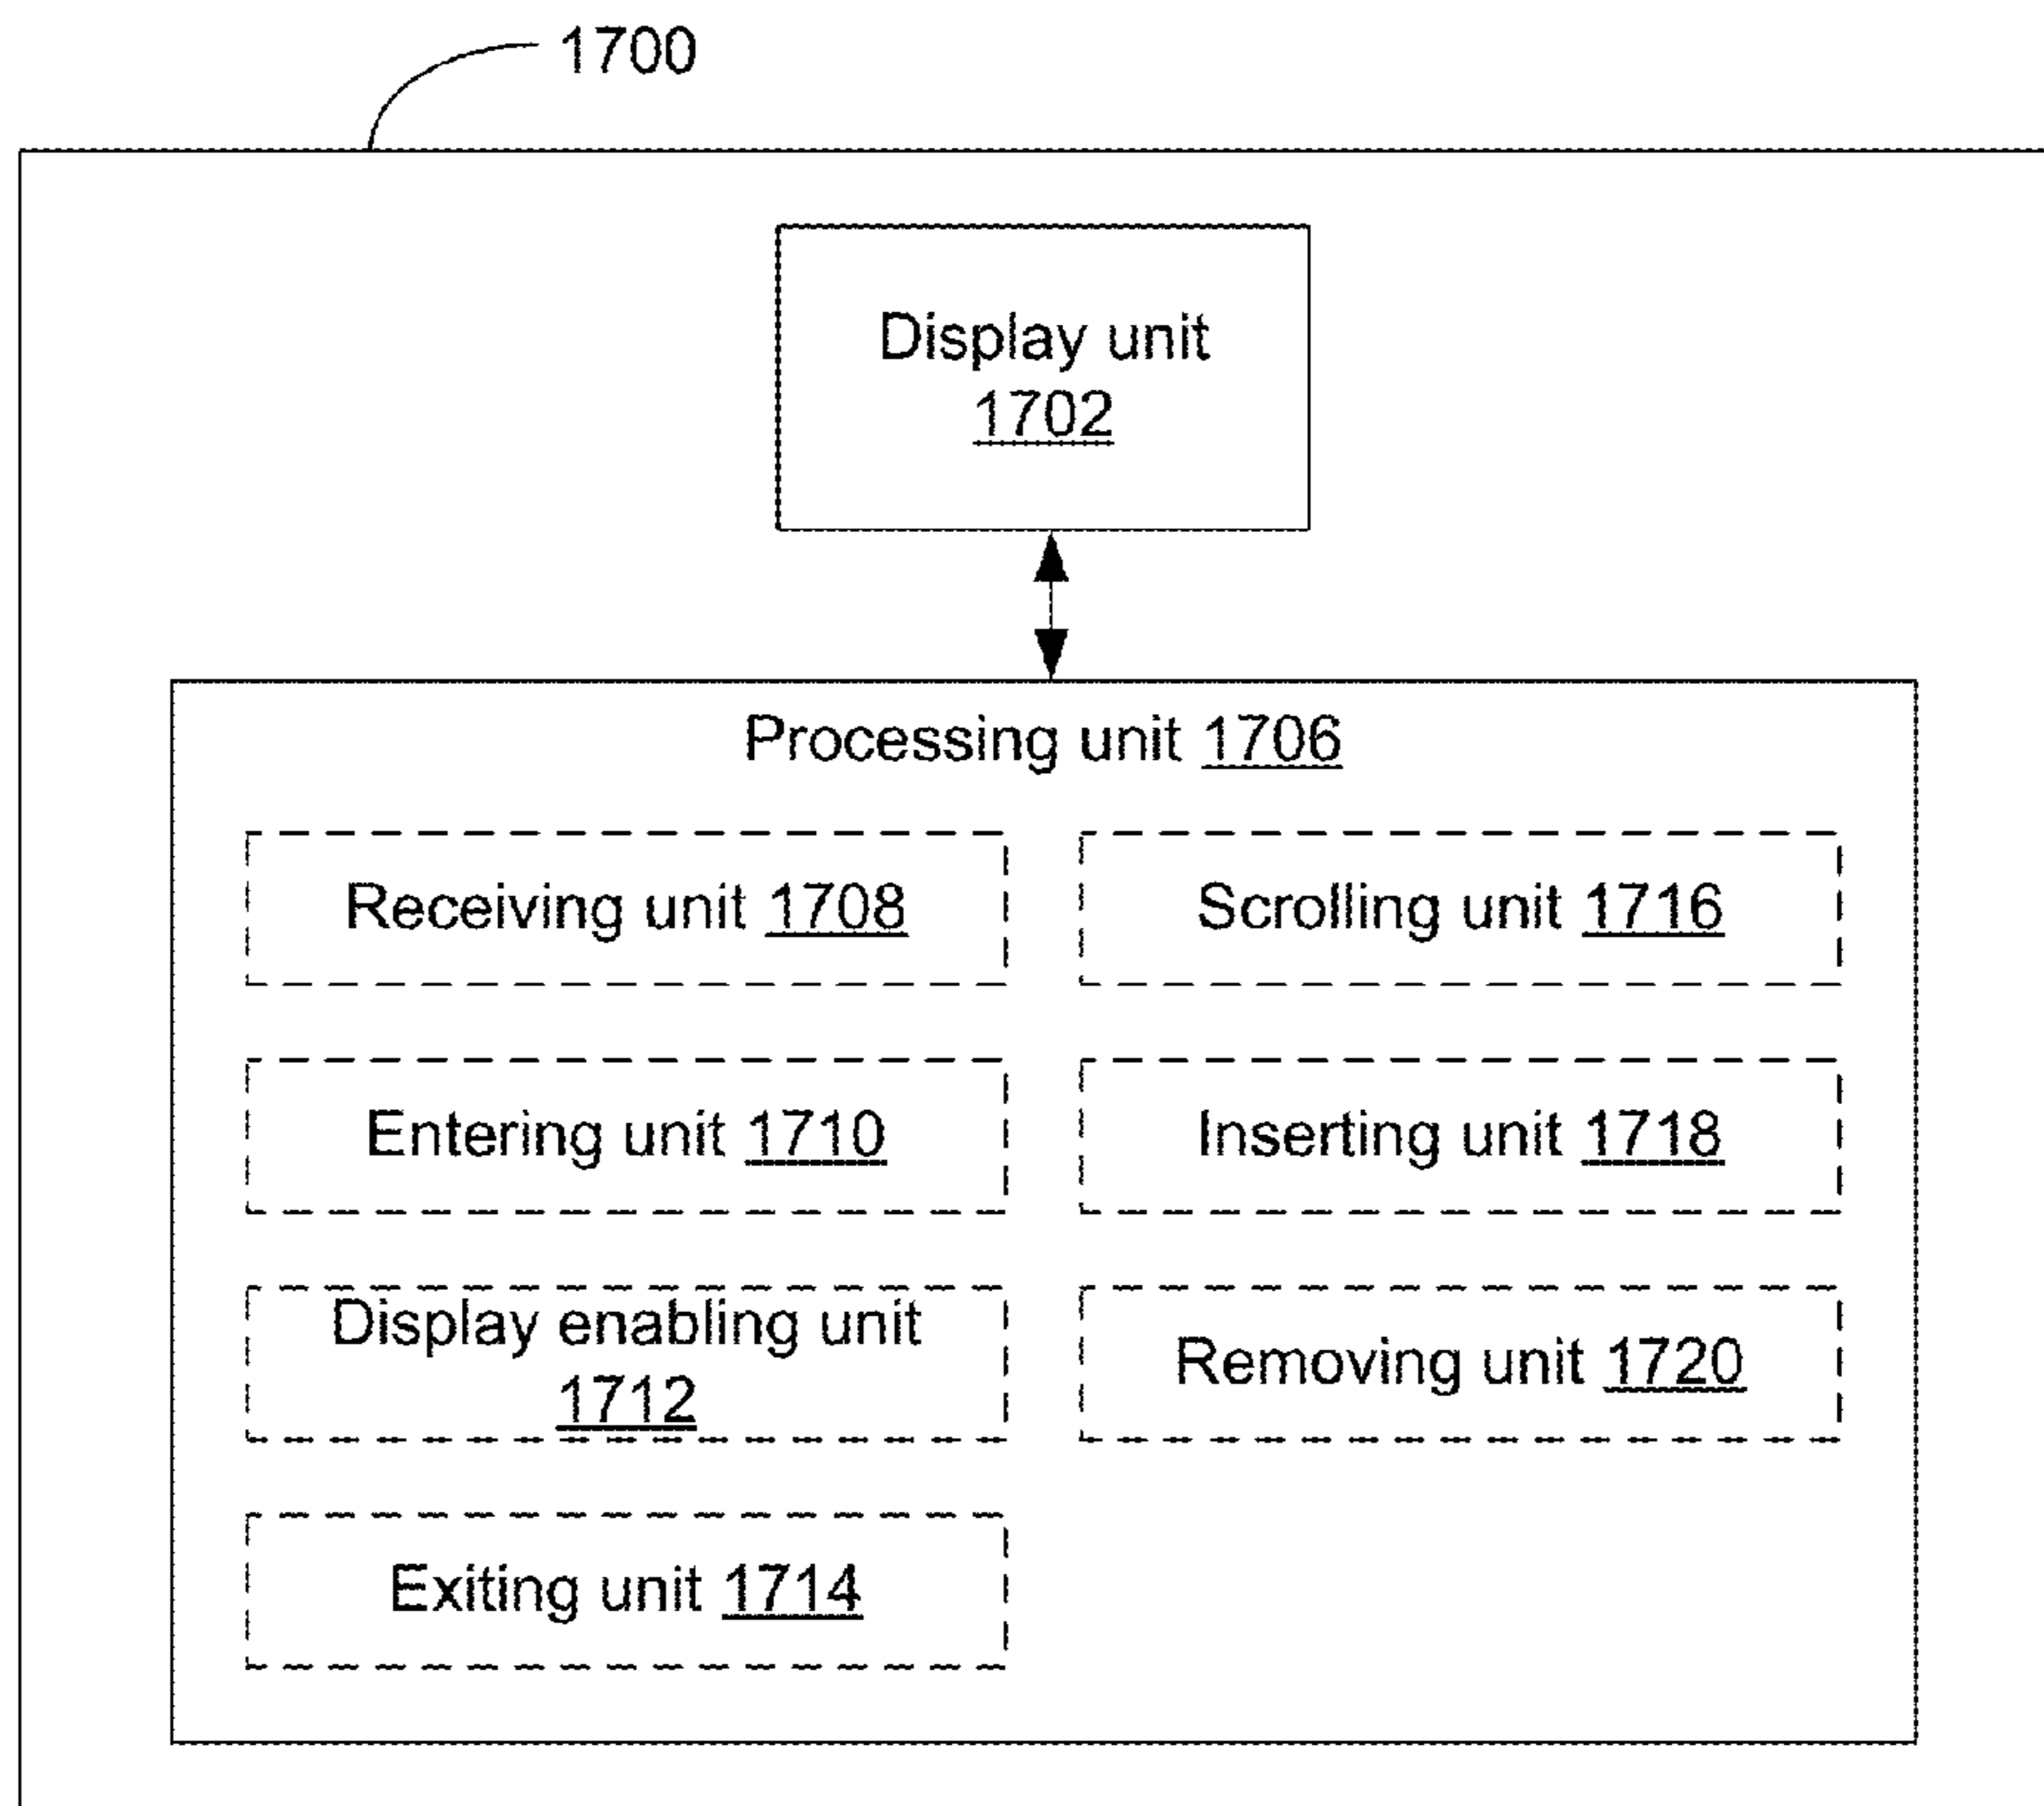 1700
Display unit
1702
Processing unit 1706
Receiving unit 1708
Scrolling unit 1716
Entering unit 1710
Inserting unit 1718
Display enabling unit
1712
Removing unit 1720
Exiting unit 1714